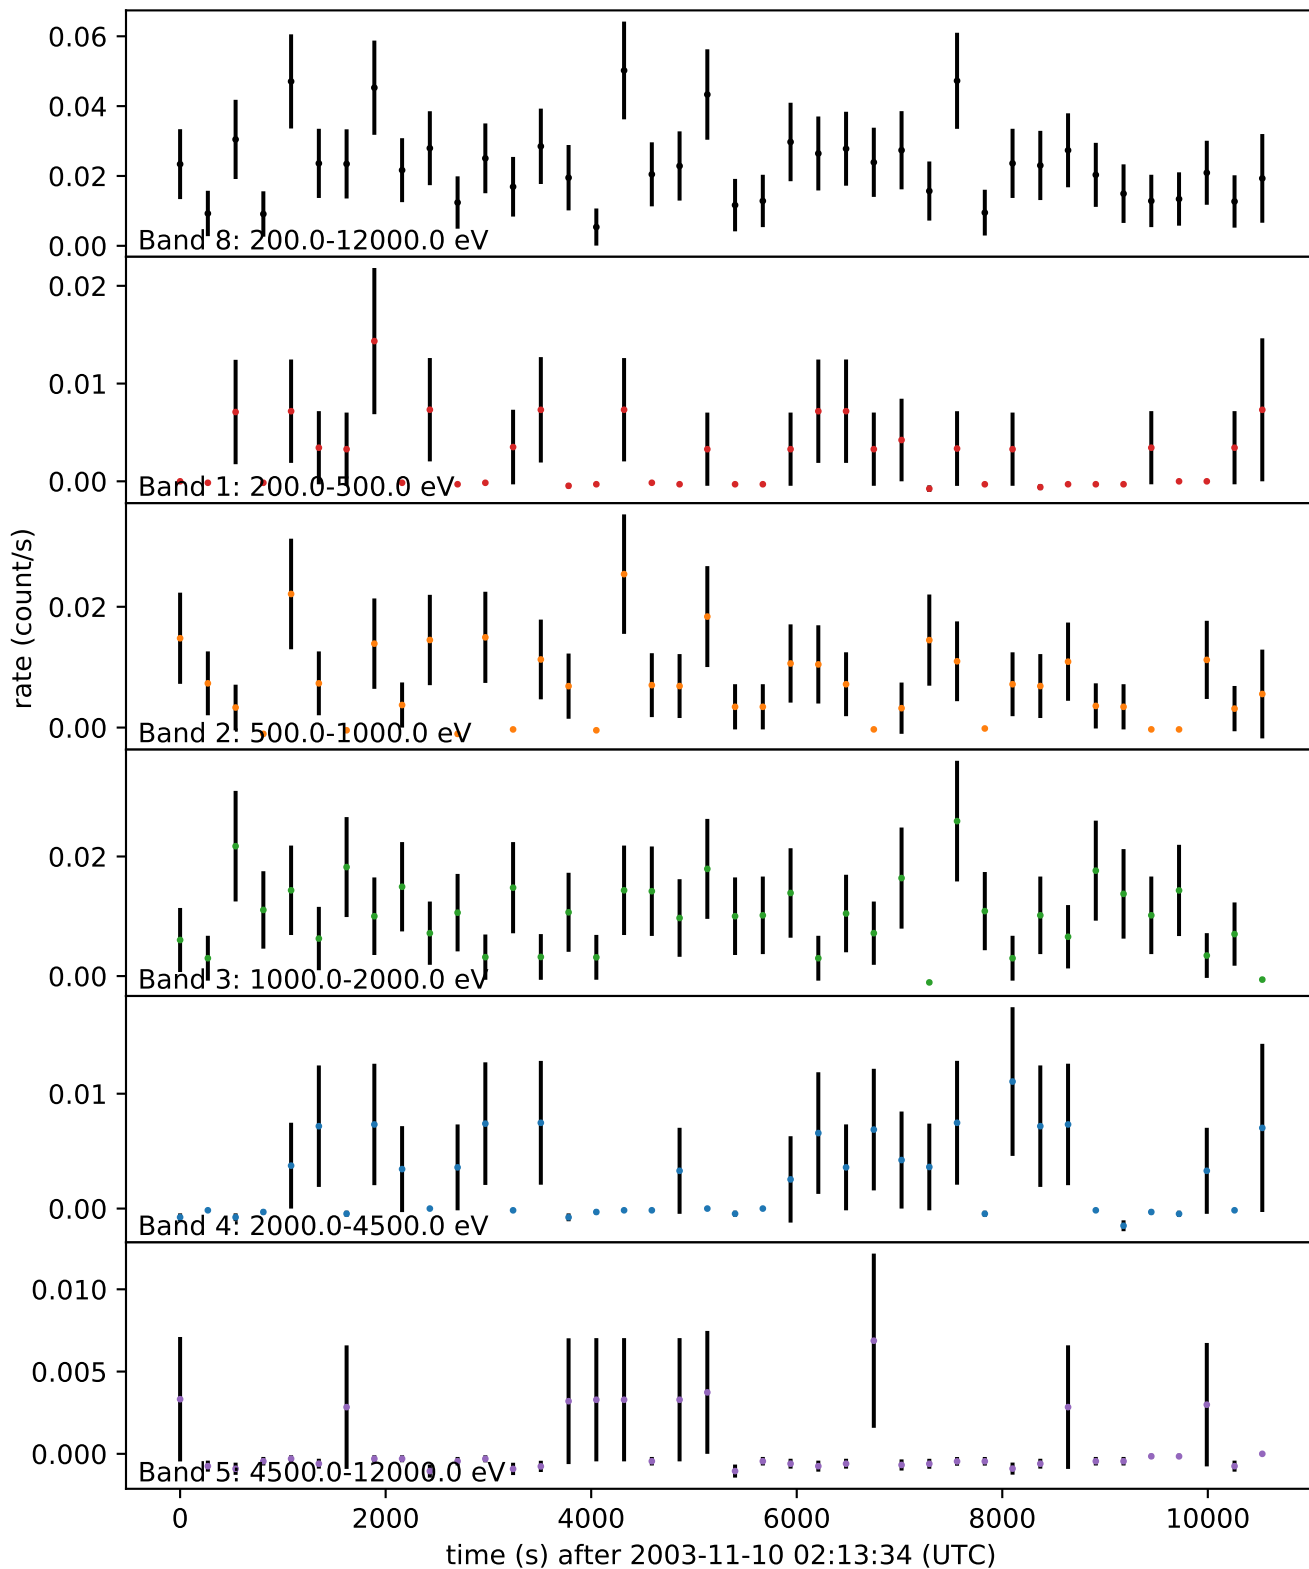 0.06
0.04
0.02
0.00
Band 8: 200.0-12000.0 eV
0.02
0.01
0.00
Band 1: 200.0-500.0 eV
0.02
0.00
Band 2: 500.0-1000.0 eV
rate (count/s)
0.02
0.00
Band 3: 1000.0-2000.0 eV
0.01
0.00
Band 4: 2000.0-4500.0 eV
0.010
0.005
0.000
Band 5: 4500.0-12000.0 eV
0 2000 4000 6000 8000 10000
time (s) after 2003-11-10 02:13:34 (UTC)